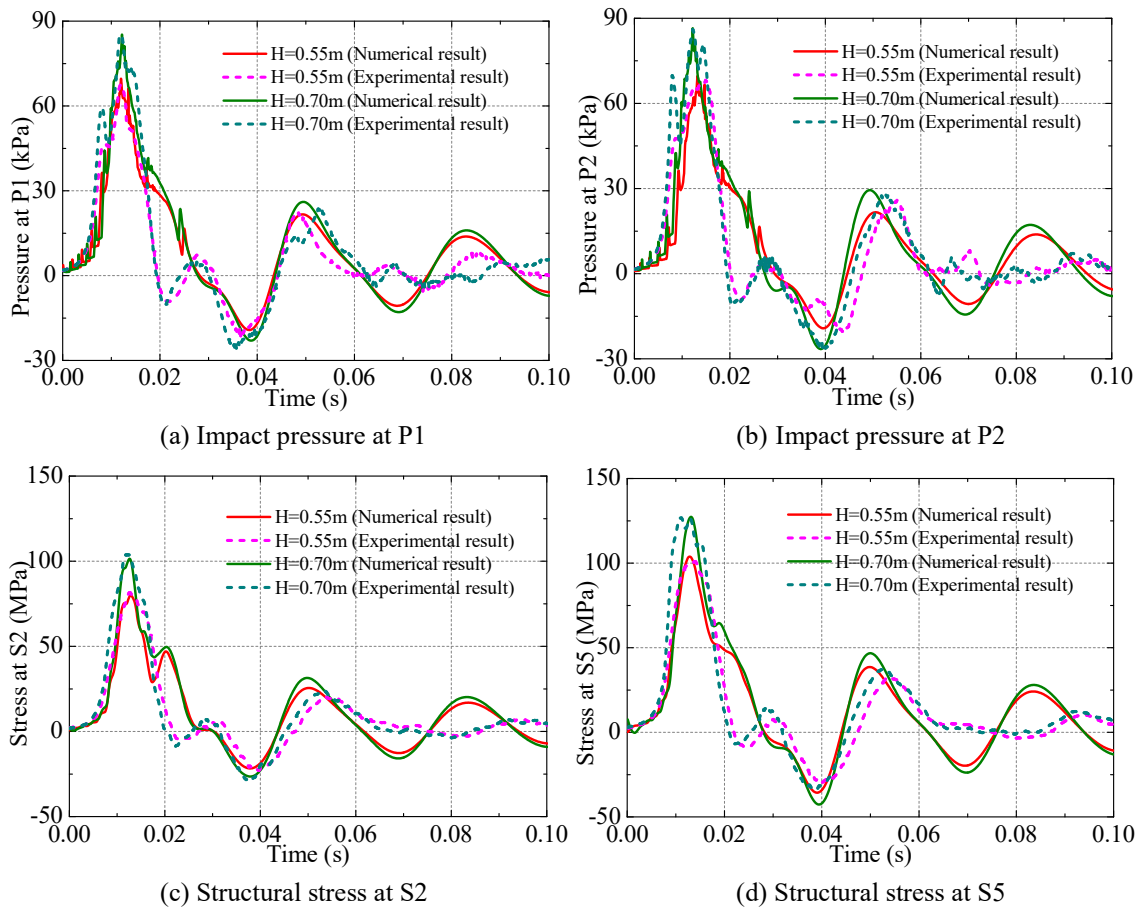 90
60
30
0
-30
Pressure at P1 (kPa)
H=0.55m (Numerical result)
H=0.55m (Experimental result)
H=0.70m (Numerical result)
H=0.70m (Experimental result)
0.00 0.02 0.04 0.06 0.08 0.10
Time (s)
(a) Impact pressure at P1
90
60
30
0
-30
Pressure at P2 (kPa)
H=0.55m (Numerical result)
H=0.55m (Experimental result)
H=0.70m (Numerical result)
H=0.70m (Experimental result)
0.00 0.02 0.04 0.06 0.08 0.10
Time (s)
(b) Impact pressure at P2
150
100
50
0
-50
Stress at S2 (MPa)
H=0.55m (Numerical result)
H=0.55m (Experimental result)
H=0.70m (Numerical result)
H=0.70m (Experimental result)
0.00 0.02 0.04 0.06 0.08 0.10
Time (s)
(c) Structural stress at S2
150
100
50
0
-50
Stress at S5 (MPa)
H=0.55m (Numerical result)
H=0.55m (Experimental result)
H=0.70m (Numerical result)
H=0.70m (Experimental result)
0.00 0.02 0.04 0.06 0.08 0.10
Time (s)
(d) Structural stress at S5